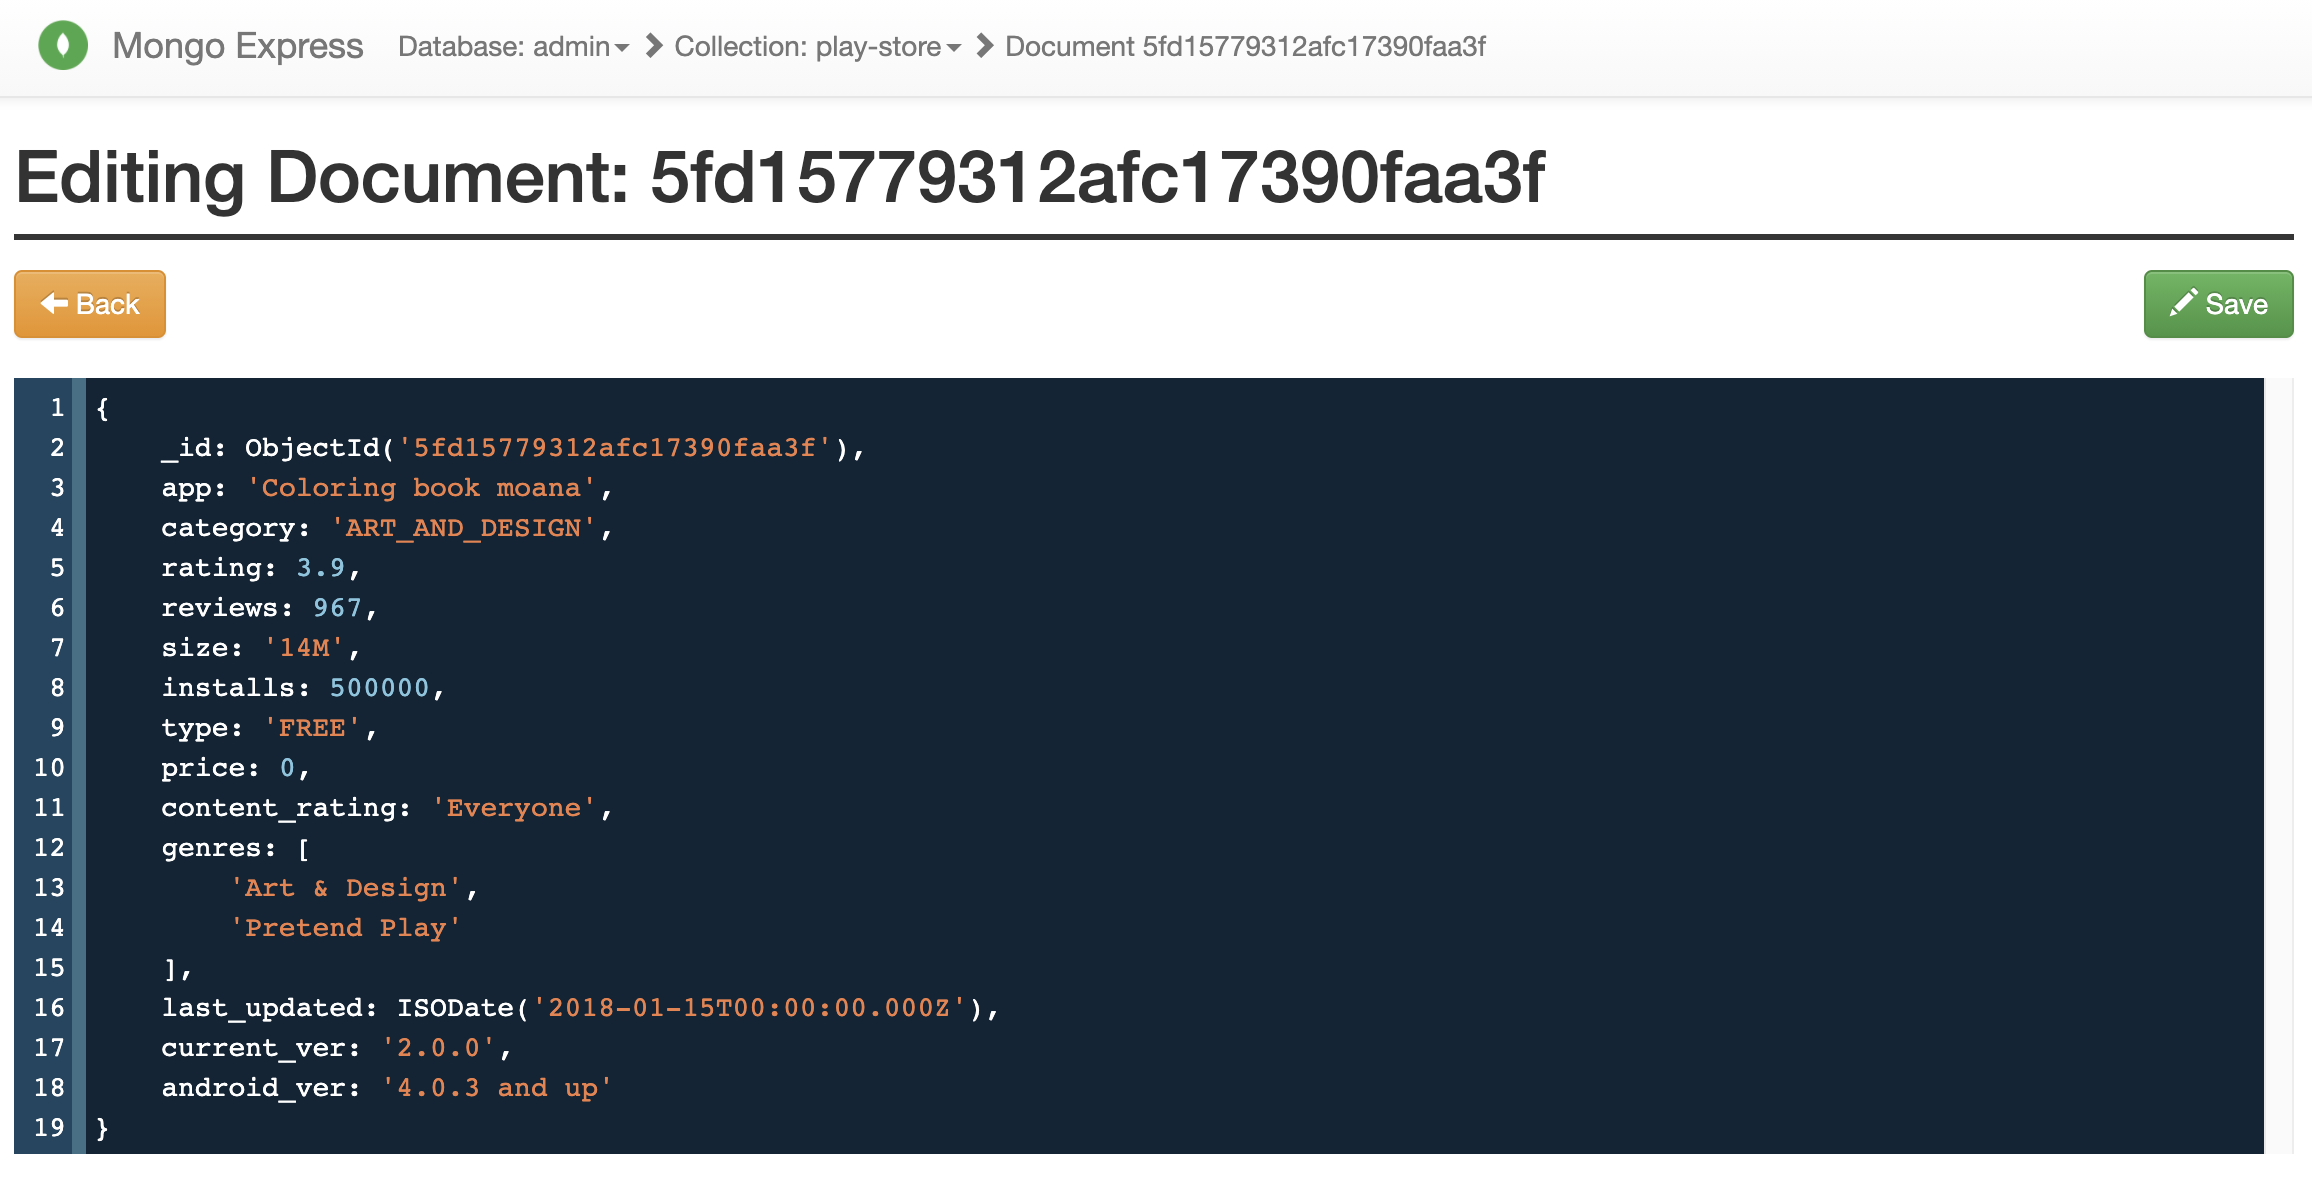 Mongo Express Database: admin Collection: play-store Document 5fd15779312afc17390faa3f
Editing Document: 5fd15779312afc17390faa3f
Back
Save
1 {
2     _id: ObjectId('5fd15779312afc17390faa3f'),
3     app: 'Coloring book moana',
4     category: 'ART_AND_DESIGN',
5     rating: 3.9,
6     reviews: 967,
7     size: '14M',
8     installs: 500000,
9     type: 'FREE',
10     price: 0,
11     content_rating: 'Everyone',
12     genres: [
13         'Art & Design',
14         'Pretend Play'
15     ],
16     last_updated: ISODate('2018-01-15T00:00:00.000Z'),
17     current_ver: '2.0.0',
18     android_ver: '4.0.3 and up'
19 }